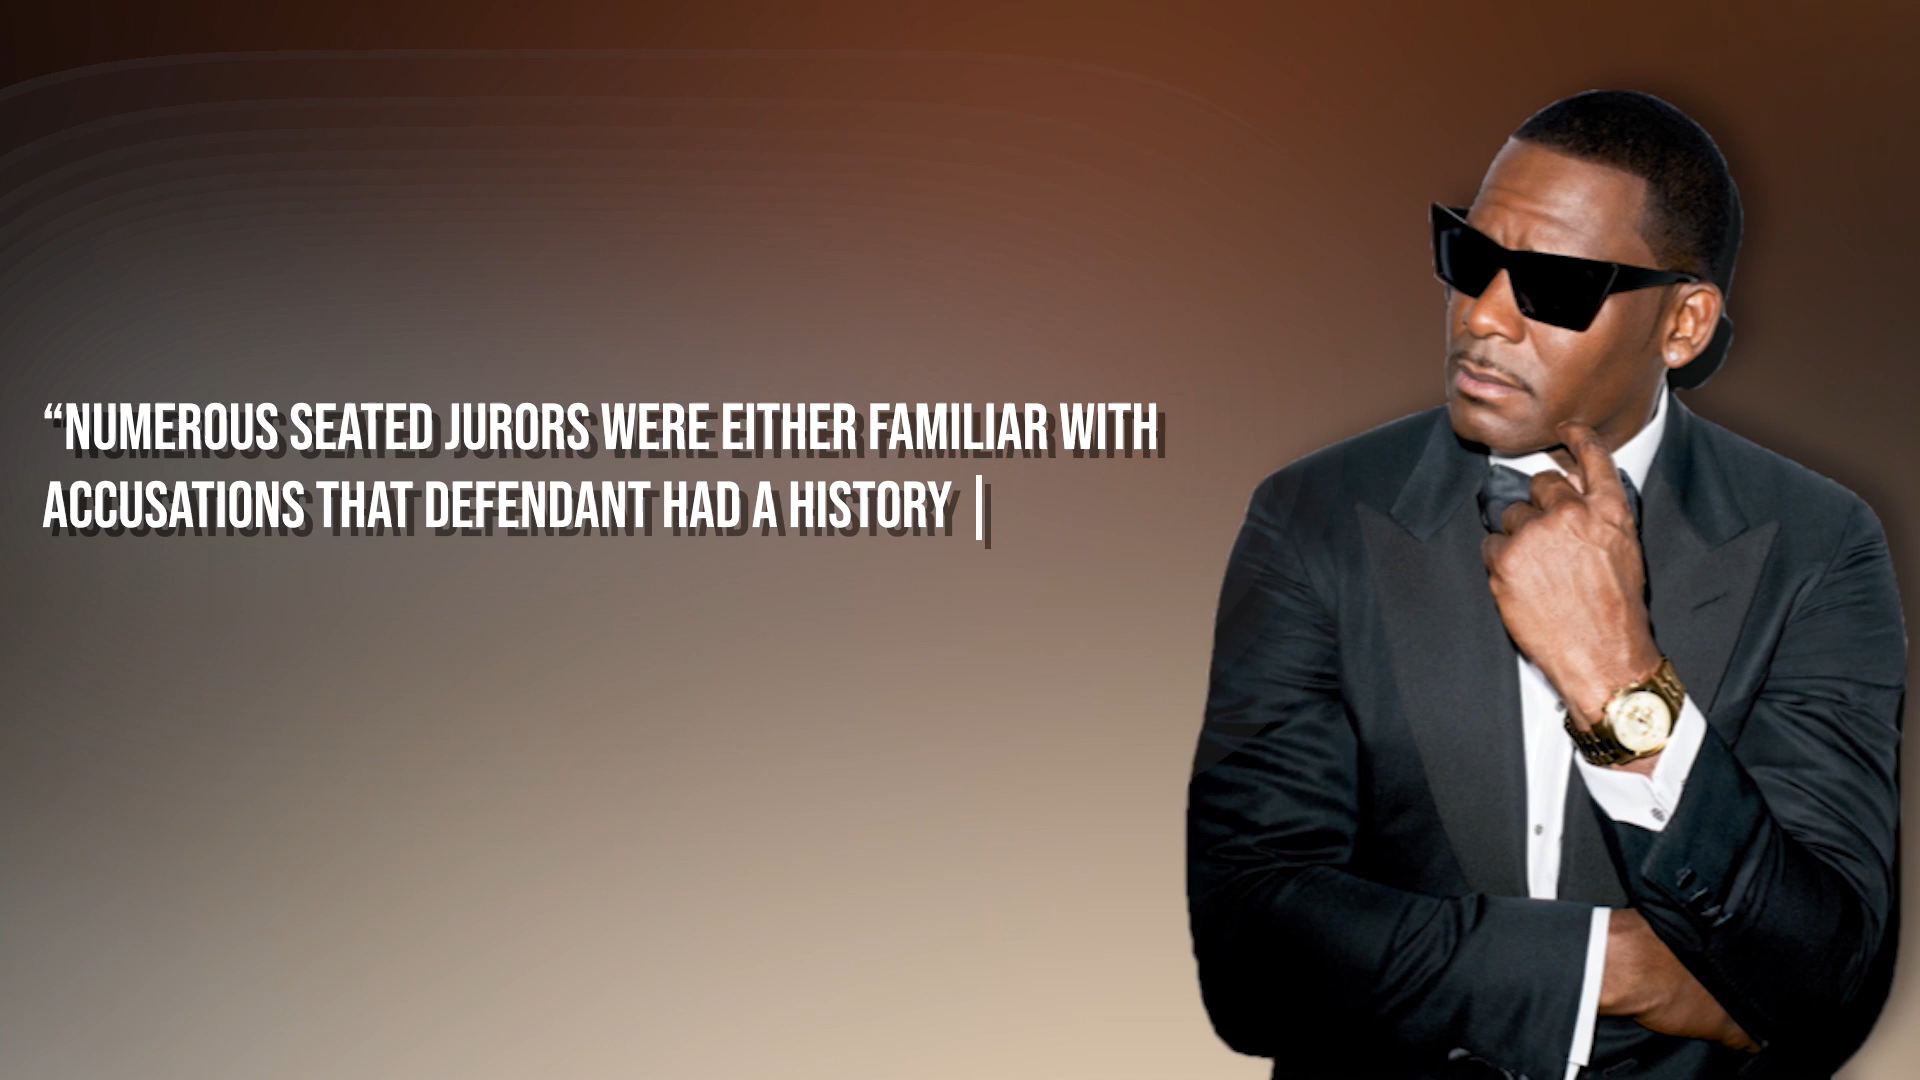 “NUMEROUS SEATED JURORS WERE EITHER FAMILIAR WITH
ACCUSATIONS THAT DEFENDANT HAD A HISTORY |